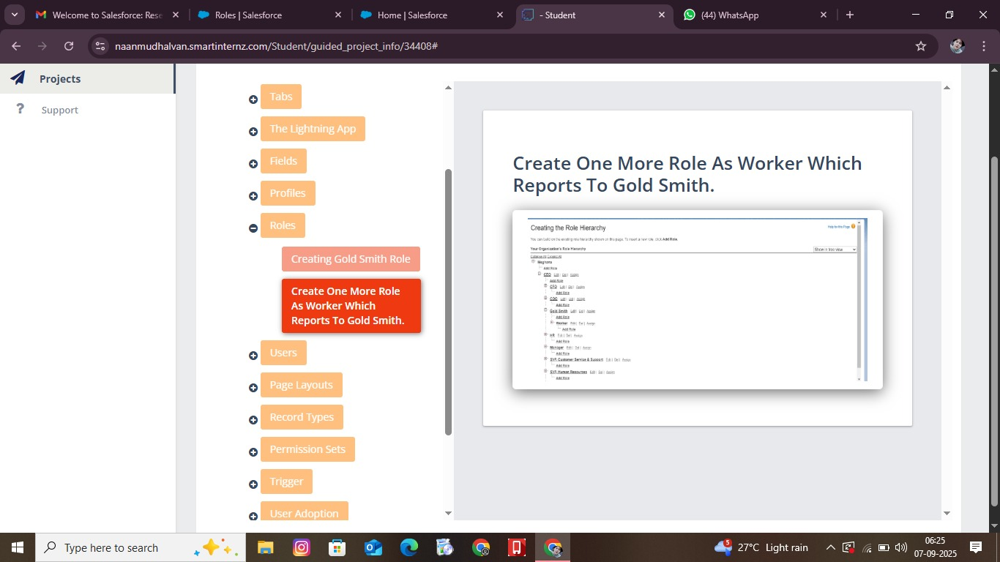 Welcome to Salesforce: Rese
Roles | Salesforce
Home | Salesforce
- Student
(44) WhatsApp
naanmudhalvan.smartinternz.com/Student/guided_project_info/34408#
Projects
Support
Tabs
The Lightning App
Fields
Profiles
Roles
Creating Gold Smith Role
Create One More Role
As Worker Which
Reports To Gold Smith.
Users
Page Layouts
Record Types
Permission Sets
Trigger
User Adoption
Create One More Role As Worker Which
Reports To Gold Smith.
Creating the Role Hierarchy
Help for this Page
You can build on the existing role hierarchy shown on this page. To insert a new role, click Add Role.
Your Organization's Role Hierarchy
Show in tree view
Collapse All Expand All
Add Role
CEO Edit | Del | Assign
Add Role
CFO Edit | Del | Assign
Add Role
COO Edit | Del | Assign
Add Role
Gold Smith Edit | Del | Assign
Add Role
Worker Edit | Del | Assign
Add Role
HR Edit | Del | Assign
Add Role
Manager Edit | Del | Assign
Add Role
SVP, Customer Service & Support Edit | Del | Assign
Add Role
SVP, Human Resources Edit | Del | Assign
Add Role
Type here to search
5
27°C Light rain
06:25
07-09-2025